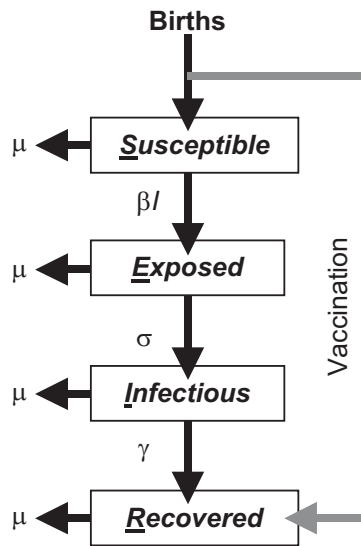 Births
μ
Susceptible
βI
μ
Exposed
σ
μ
Infectious
γ
μ
Recovered
Vaccination